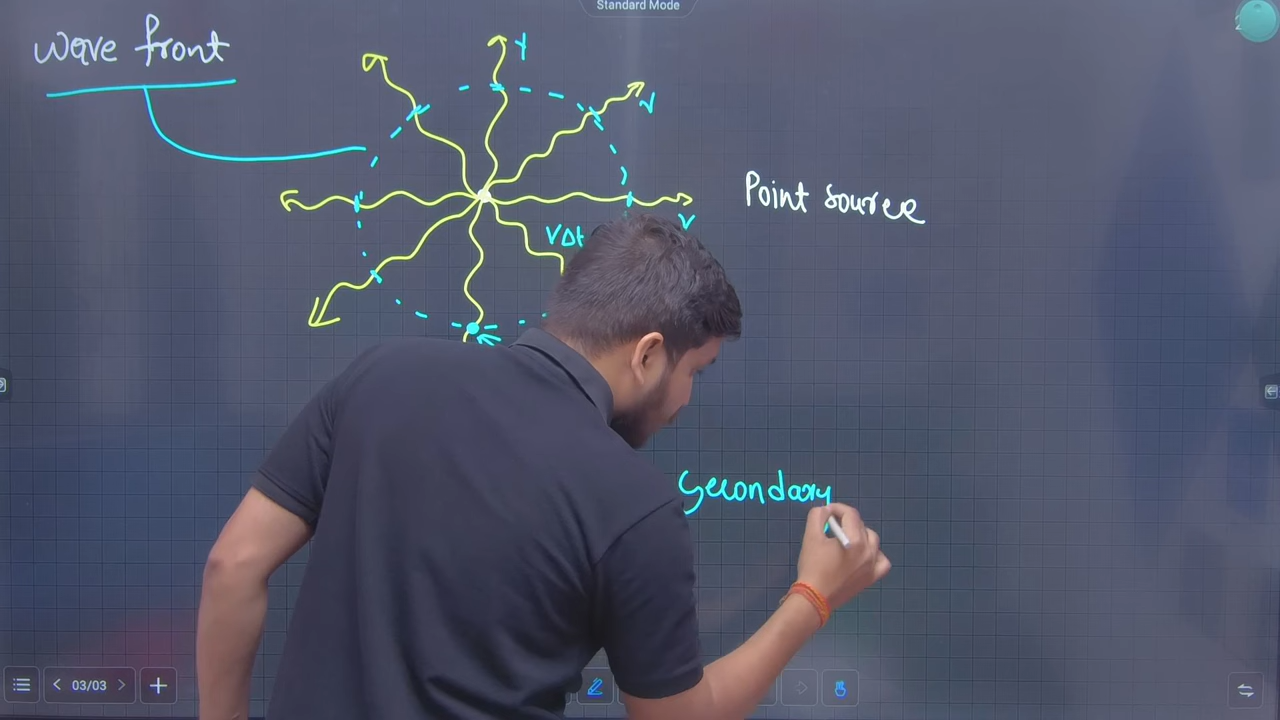 Standard Mode
wave front
Y
V
Point source
V
VΔt
Secondary
03/03